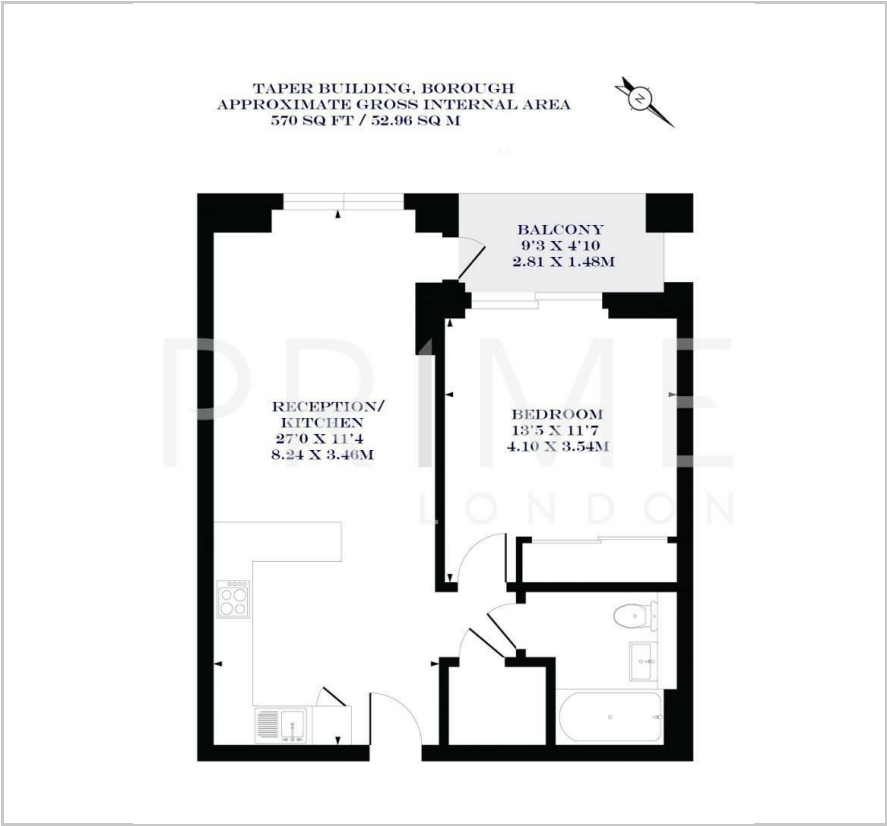 TAPER BUILDING, BOROUGH
APPROXIMATE GROSS INTERNAL AREA
570 SQ FT / 52.96 SQ M
N
BALCONY
9'3 X 4'10
2.81 X 1.48M
RECEPTION/
KITCHEN
27'0 X 11'4
8.24 X 3.46M
BEDROOM
13'5 X 11'7
4.10 X 3.54M
PRIME
LONDON